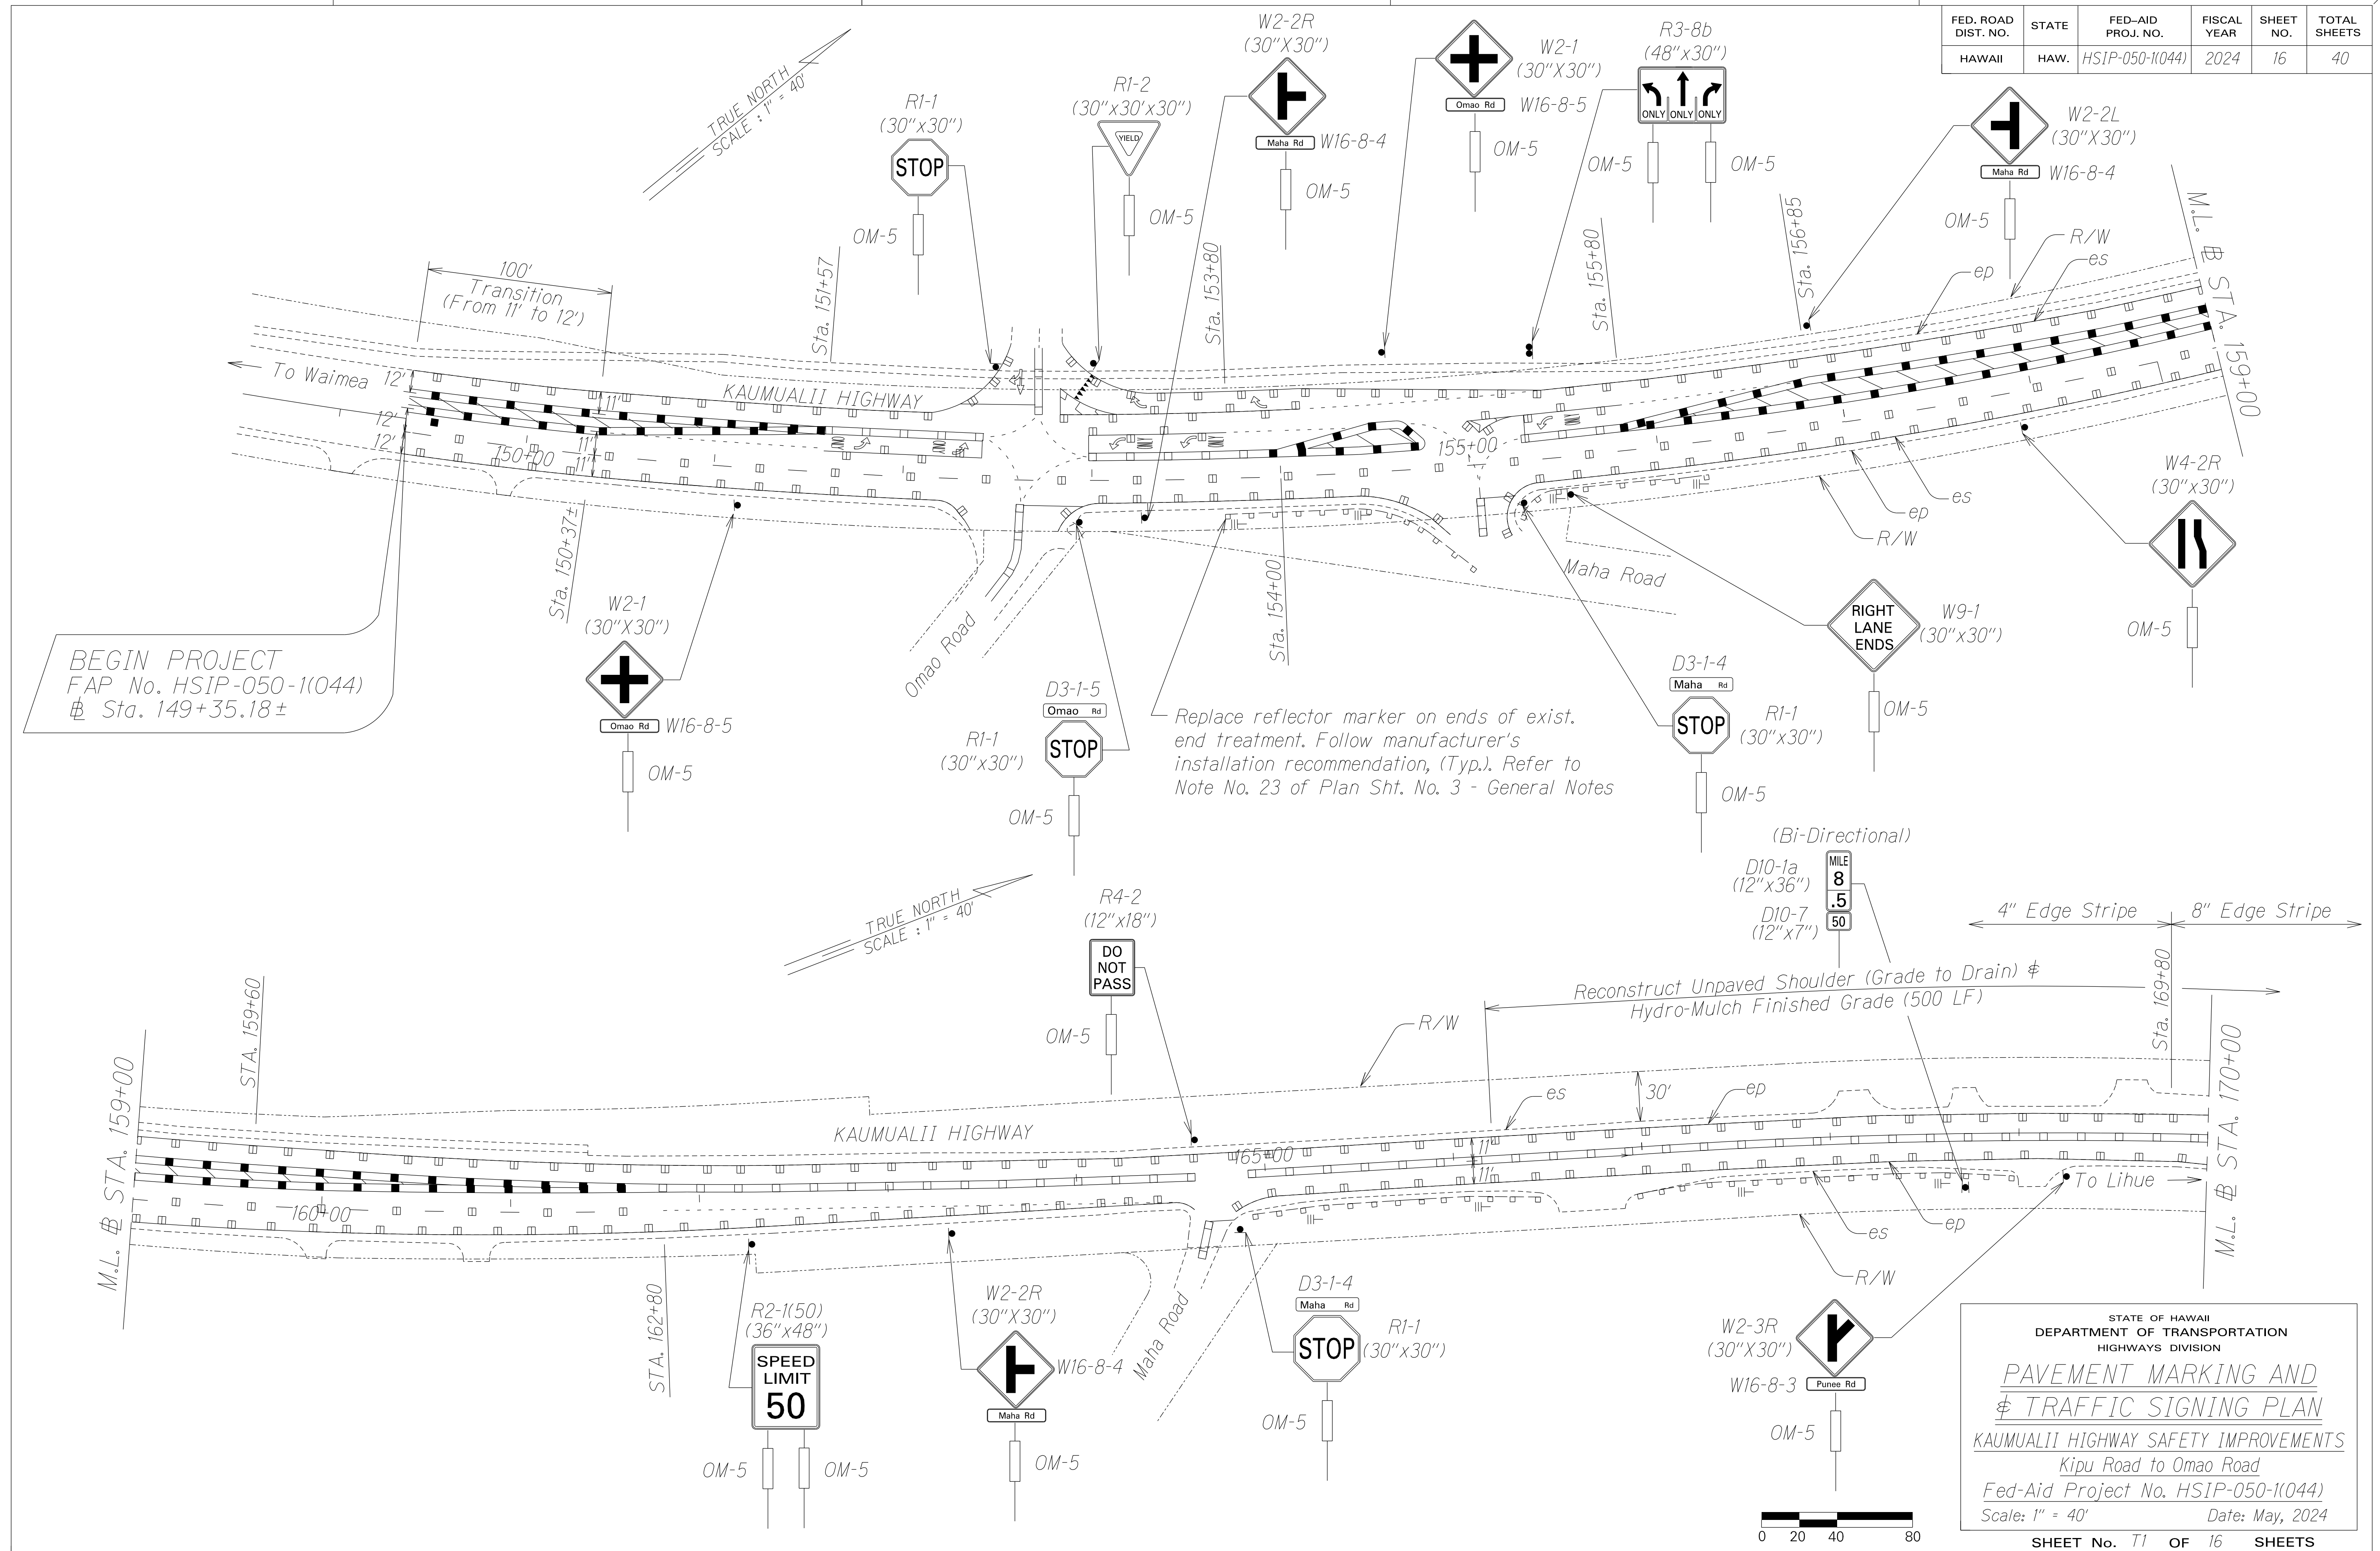 FED. ROAD DIST. NO.
STATE
FED-AID PROJ. NO.
FISCAL YEAR
SHEET NO.
TOTAL SHEETS
HAWAII
HAW.
HSIP-050-1(044)
2024
16
40
TRUE NORTH
SCALE : 1" = 40'
R1-1
(30"x30")
STOP
OM-5
R1-2
(30"x30'x30")
YIELD
OM-5
W2-2R
(30"X30")
Maha Rd
W16-8-4
OM-5
W2-1
(30"X30")
Omao Rd
W16-8-5
OM-5
R3-8b
(48"x30")
ONLY ONLY ONLY
OM-5
OM-5
W2-2L
(30"X30")
Maha Rd
W16-8-4
OM-5
100'
Transition
(From 11' to 12')
Sta. 151+57
Sta. 153+80
Sta. 155+80
Sta. 156+85
R/W
es
ep
M.L. B STA. 159+00
To Waimea
12'
12'
12'
11'
11'
11'
KAUMUALII HIGHWAY
ONLY
ONLY
ONLY
ONLY
ONLY
150+00
155+00
Sta. 150+37±
Omao Road
Sta. 154+00
Maha Road
es
ep
R/W
W4-2R
(30"x30")
OM-5
BEGIN PROJECT
FAP No. HSIP-050-1(044)
B Sta. 149+35.18±
W2-1
(30"X30")
Omao Rd
W16-8-5
OM-5
D3-1-5
Omao Rd
R1-1
(30"x30")
STOP
OM-5
Replace reflector marker on ends of exist.
end treatment. Follow manufacturer's
installation recommendation, (Typ.). Refer to
Note No. 23 of Plan Sht. No. 3 - General Notes
D3-1-4
Maha Rd
STOP
R1-1
(30"x30")
OM-5
RIGHT
LANE
ENDS
W9-1
(30"x30")
OM-5
TRUE NORTH
SCALE : 1" = 40'
R4-2
(12"x18")
DO
NOT
PASS
OM-5
(Bi-Directional)
D10-1a
(12"x36")
MILE
8
.5
D10-7
(12"x7")
50
4" Edge Stripe
8" Edge Stripe
Reconstruct Unpaved Shoulder (Grade to Drain) &
Hydro-Mulch Finished Grade (500 LF)
Sta. 169+80
M.L. B STA. 159+00
STA. 159+60
KAUMUALII HIGHWAY
R/W
es
30'
ep
11'
11'
160+00
165+00
To Lihue
M.L. B STA. 170+00
STA. 162+80
R2-1(50)
(36"x48")
SPEED
LIMIT
50
OM-5
OM-5
W2-2R
(30"X30")
W16-8-4
Maha Rd
OM-5
Maha Road
D3-1-4
Maha Rd
STOP
R1-1
(30"x30")
OM-5
es
ep
R/W
W2-3R
(30"X30")
W16-8-3
Punee Rd
OM-5
0 20 40 80
STATE OF HAWAII
DEPARTMENT OF TRANSPORTATION
HIGHWAYS DIVISION
PAVEMENT MARKING AND
& TRAFFIC SIGNING PLAN
KAUMUALII HIGHWAY SAFETY IMPROVEMENTS
Kipu Road to Omao Road
Fed-Aid Project No. HSIP-050-1(044)
Scale: 1" = 40' Date: May, 2024
SHEET No. T1 OF 16 SHEETS